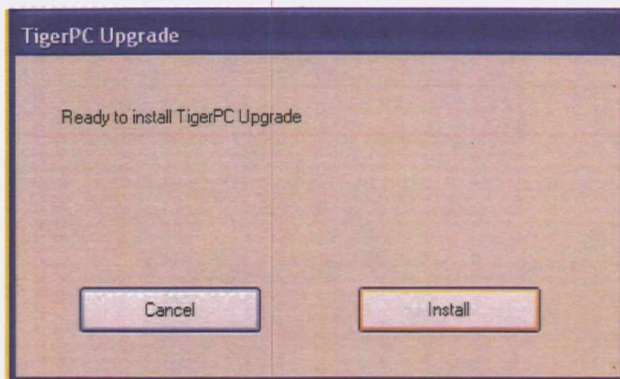 TigerPC Upgrade
Ready to install TigerPC Upgrade
Cancel
Install